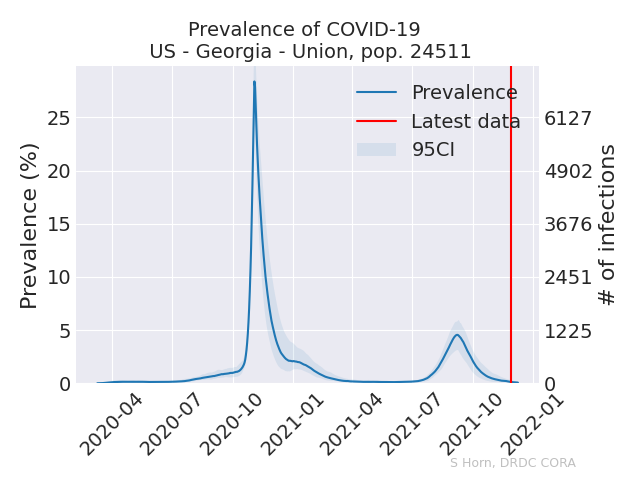 Prevalence of COVID-19
US - Georgia - Union, pop. 24511
Prevalence
Latest data
95CI
Prevalence (%)
25
20
15
10
5
0
6127
4902
3676
2451
1225
0
# of infections
2020-04
2020-07
2020-10
2021-01
2021-04
2021-07
2021-10
2022-01
S Horn, DRDC CORA